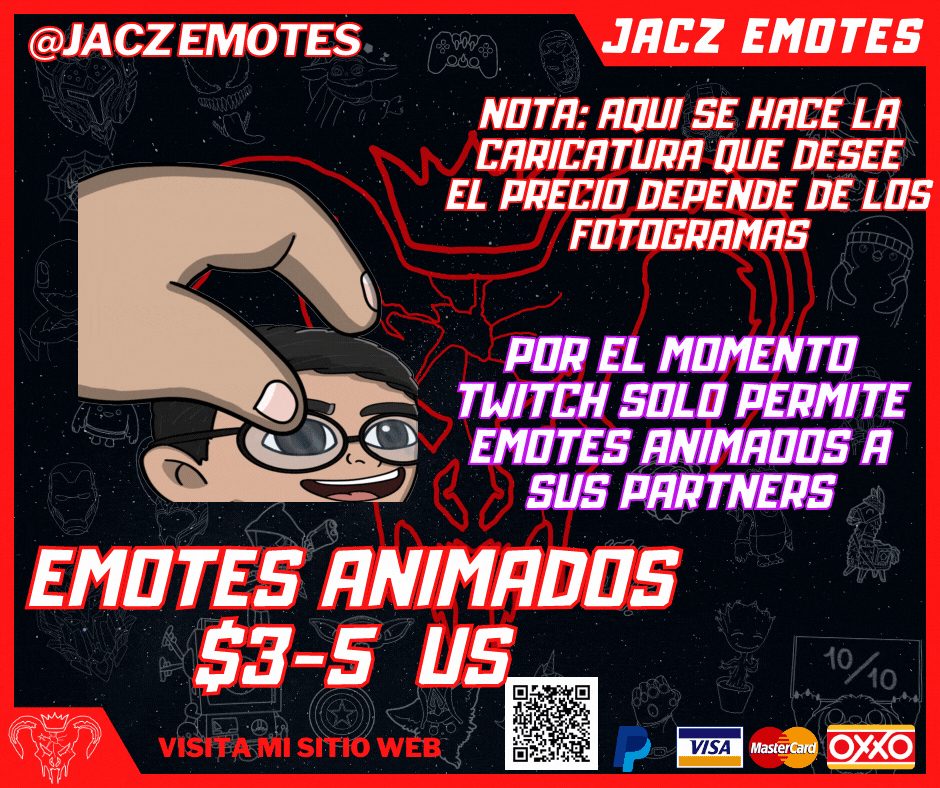 @JACZ EMOTES
JACZ EMOTES
NOTA: AQUI SE HACE LA
CARICATURA QUE DESEE
EL PRECIO DEPENDE DE LOS
FOTOGRAMAS
POR EL MOMENTO
TWITCH SOLO PERMITE
EMOTES ANIMADOS A
SUS PARTNERS
EMOTES ANIMADOS
$3-5 US
10/10
VISITA MI SITIO WEB
VISA
MasterCard
OXXO